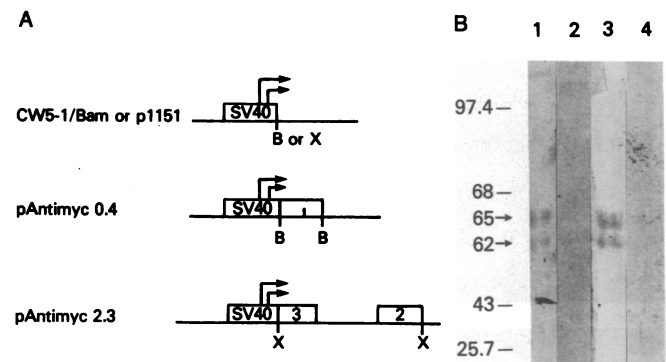 A
B
1 2 3 4
CW5-1/Bam or p1151
SV40
B or X
97.4
pAntimyc 0.4
SV40
B B
68
65
62
pAntimyc 2.3
SV40 3 2
X X
43
25.7